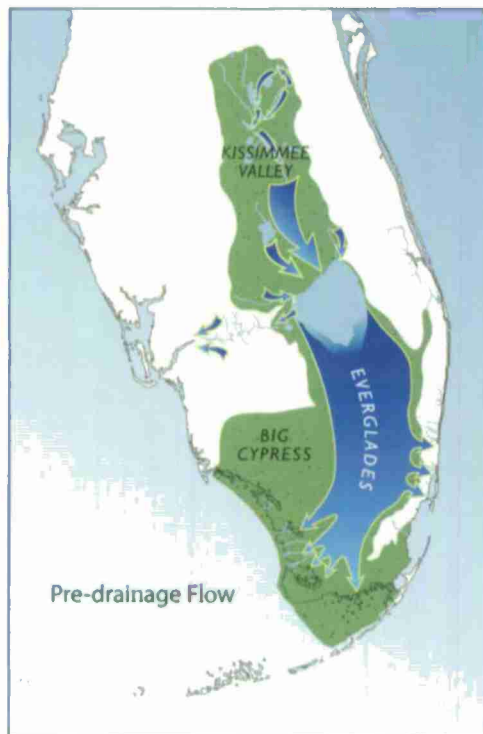 KISSIMMEE
VALLEY
EVERGLADES
BIG
CYPRESS
Pre-drainage Flow